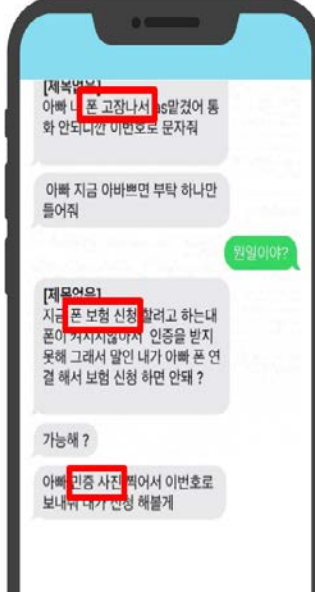 [제목없음]
아빠 나 폰 고장나서 as맡겼어 통
화 안되니깐 이번호로 문자줘
아빠 지금 아바쁘면 부탁 하나만
들어줘
뭔일이야?
[제목없음]
지금 폰 보험 신청 할려고 하는내
폰이 켜지지않아서 인증을 받지
못해 그래서 말인 내가 아빠 폰 연
결 해서 보험 신청 하면 안돼 ?
가능해 ?
아빠 민증 사진 찍어서 이번호로
보내줘 내가 신청 해볼게